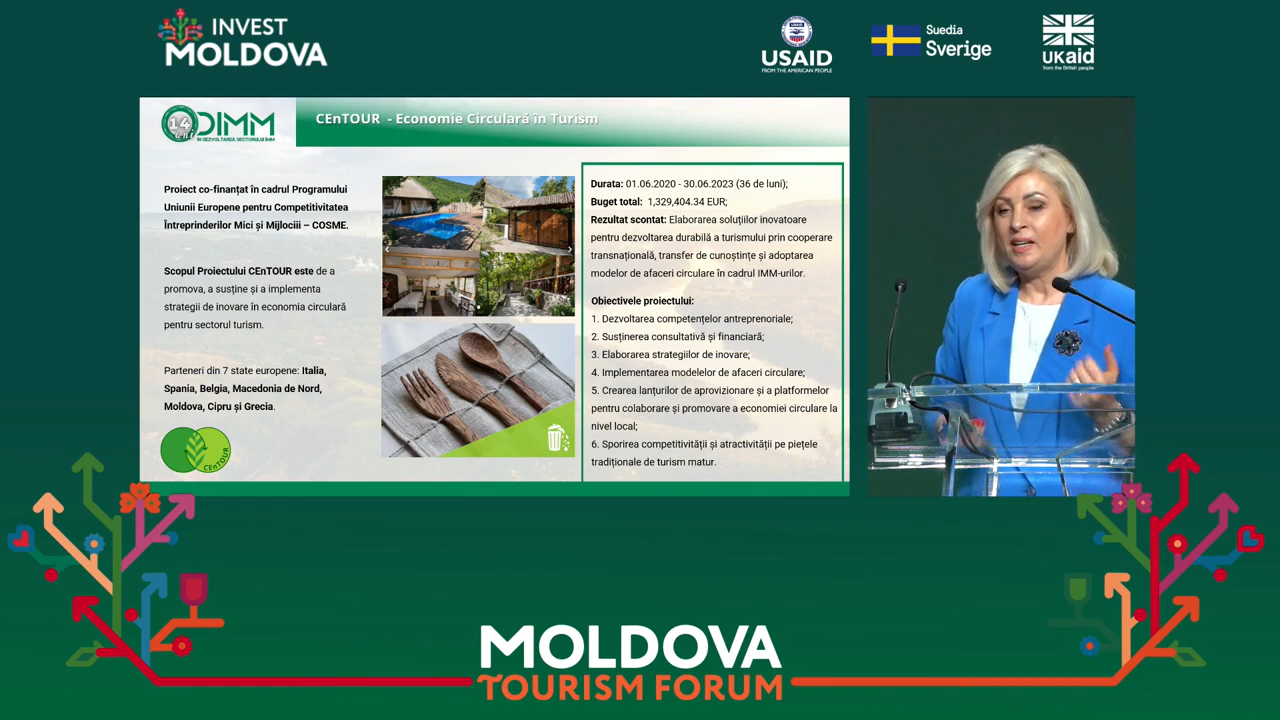 INVEST
MOLDOVA
USAID
FROM THE AMERICAN PEOPLE
Suedia
Sverige
UKaid
from the British people
14
ani
ODIMM
ÎN DEZVOLTAREA SECTORULUI ÎMM
CEnTOUR - Economie Circulară în Turism
Proiect co-finanțat în cadrul Programului
Uniunii Europene pentru Competitivitatea
Întreprinderilor Mici și Mijlociii – COSME.
Scopul Proiectului CEnTOUR este de a
promova, a susține și a implementa
strategii de inovare în economia circulară
pentru sectorul turism.
Parteneri din 7 state europene: Italia,
Spania, Belgia, Macedonia de Nord,
Moldova, Cipru și Grecia.
CEnTOUR
Durata: 01.06.2020 - 30.06.2023 (36 de luni);
Buget total: 1,329,404.34 EUR;
Rezultat scontat: Elaborarea soluțiilor inovatoare
pentru dezvoltarea durabilă a turismului prin cooperare
transnațională, transfer de cunoștințe și adoptarea
modelor de afaceri circulare în cadrul IMM-urilor.
Obiectivele proiectului:
1. Dezvoltarea competențelor antreprenoriale;
2. Susținerea consultativă și financiară;
3. Elaborarea strategiilor de inovare;
4. Implementarea modelelor de afaceri circulare;
5. Crearea lanțurilor de aprovizionare și a platformelor
pentru colaborare și promovare a economiei circulare la
nivel local;
6. Sporirea competitivității și atractivității pe piețele
tradiționale de turism matur.
MOLDOVA
TOURISM FORUM